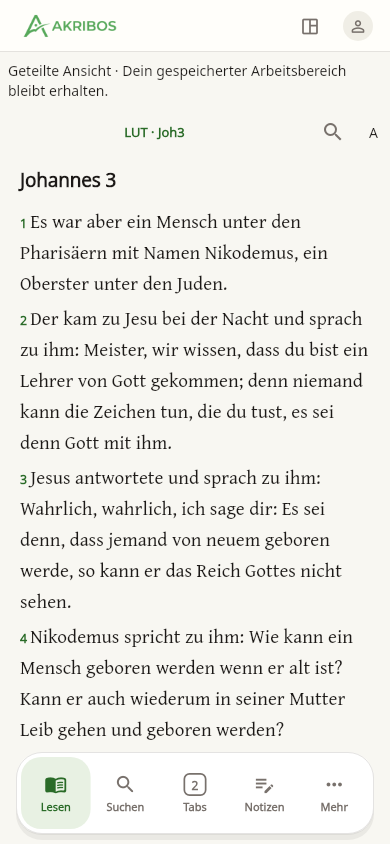 AKRIBOS
Geteilte Ansicht · Dein gespeicherter Arbeitsbereich
bleibt erhalten.
LUT · Joh3
A
Johannes 3
1 Es war aber ein Mensch unter den
Pharisäern mit Namen Nikodemus, ein
Oberster unter den Juden.
2 Der kam zu Jesu bei der Nacht und sprach
zu ihm: Meister, wir wissen, dass du bist ein
Lehrer von Gott gekommen; denn niemand
kann die Zeichen tun, die du tust, es sei
denn Gott mit ihm.
3 Jesus antwortete und sprach zu ihm:
Wahrlich, wahrlich, ich sage dir: Es sei
denn, dass jemand von neuem geboren
werde, so kann er das Reich Gottes nicht
sehen.
4 Nikodemus spricht zu ihm: Wie kann ein
Mensch geboren werden wenn er alt ist?
Kann er auch wiederum in seiner Mutter
Leib gehen und geboren werden?
2
Lesen Suchen Tabs Notizen Mehr